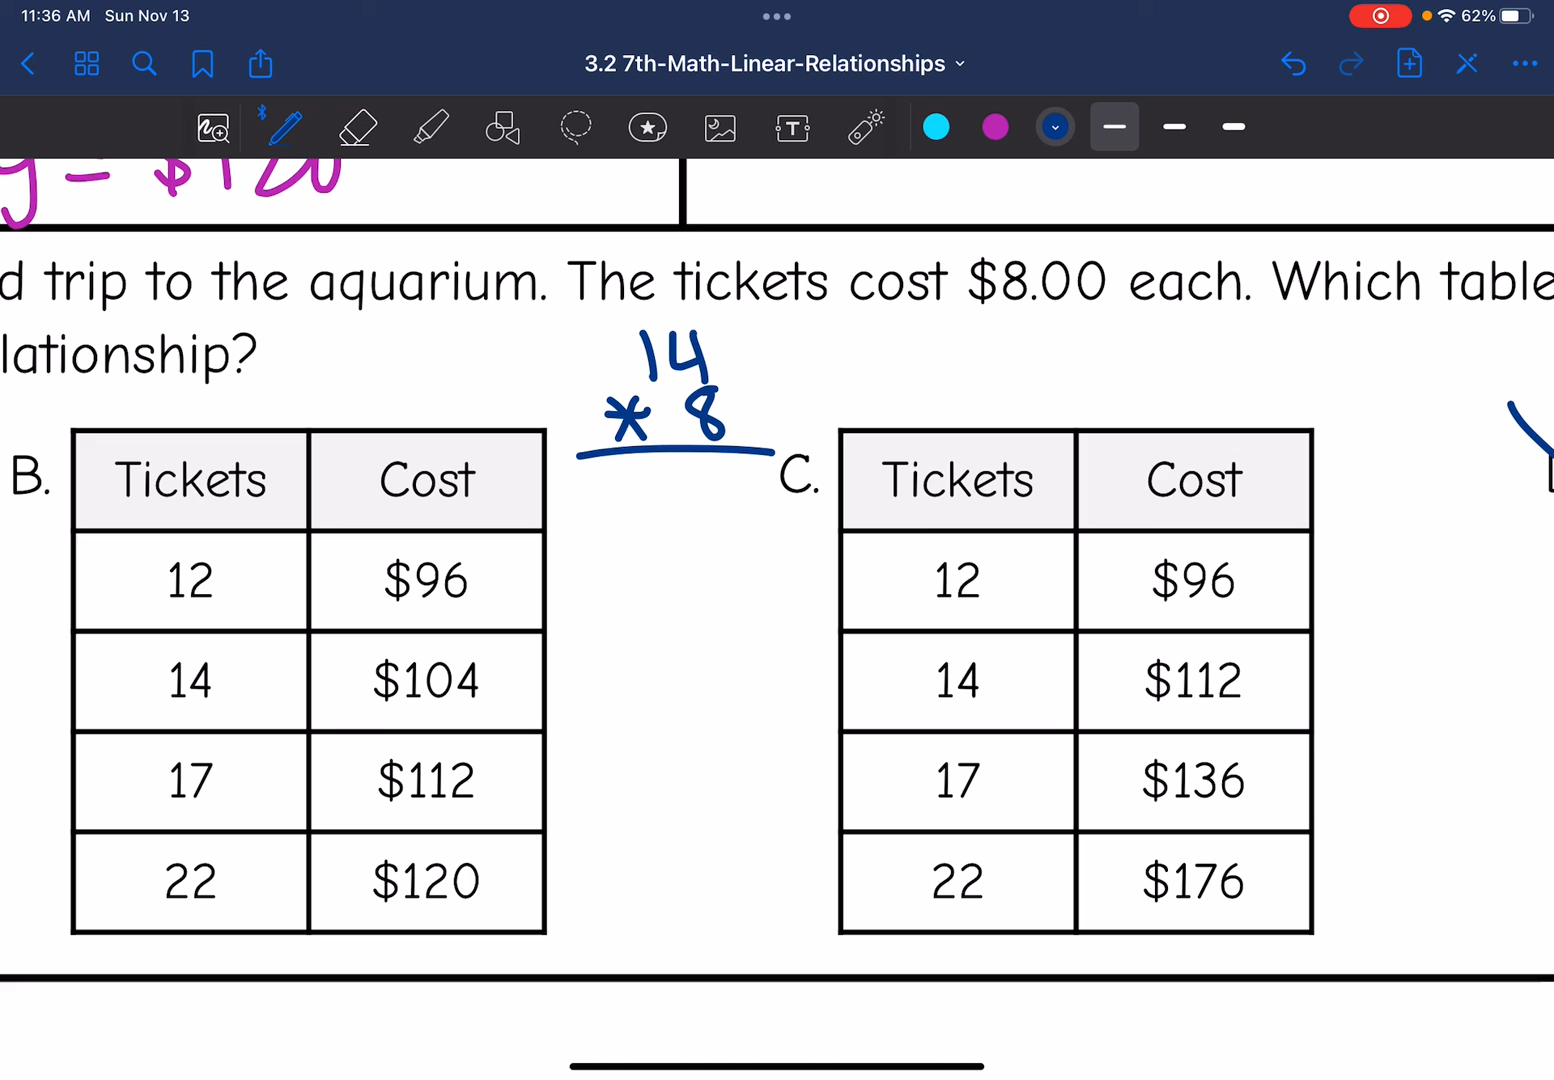 11:36 AM Sun Nov 13
62%
3.2 7th-Math-Linear-Relationships
T
y = $120
d trip to the aquarium. The tickets cost $8.00 each. Which table
lationship?
14
* 8
B.
Tickets Cost
12 $96
14 $104
17 $112
22 $120
C.
Tickets Cost
12 $96
14 $112
17 $136
22 $176